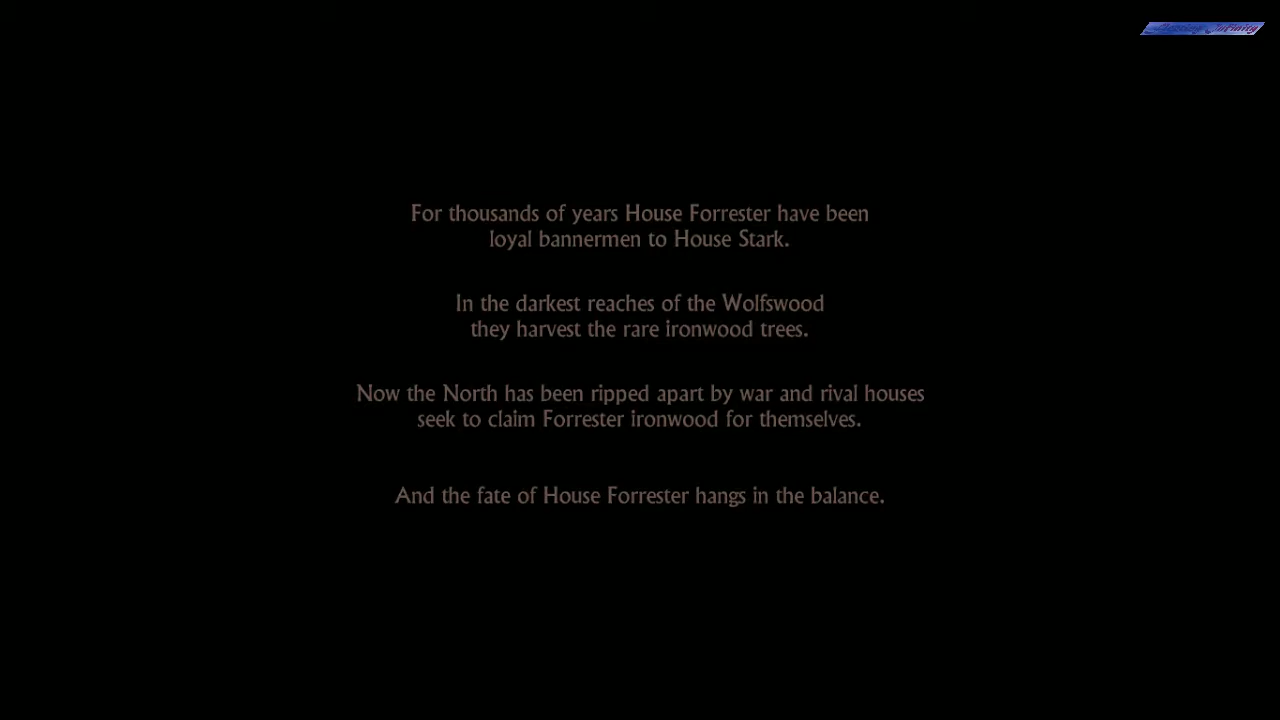 For thousands of years House Forrester have been
loyal bannermen to House Stark.
In the darkest reaches of the Wolfswood
they harvest the rare ironwood trees.
Now the North has been ripped apart by war and rival houses
seek to claim Forrester ironwood for themselves.
And the fate of House Forrester hangs in the balance.